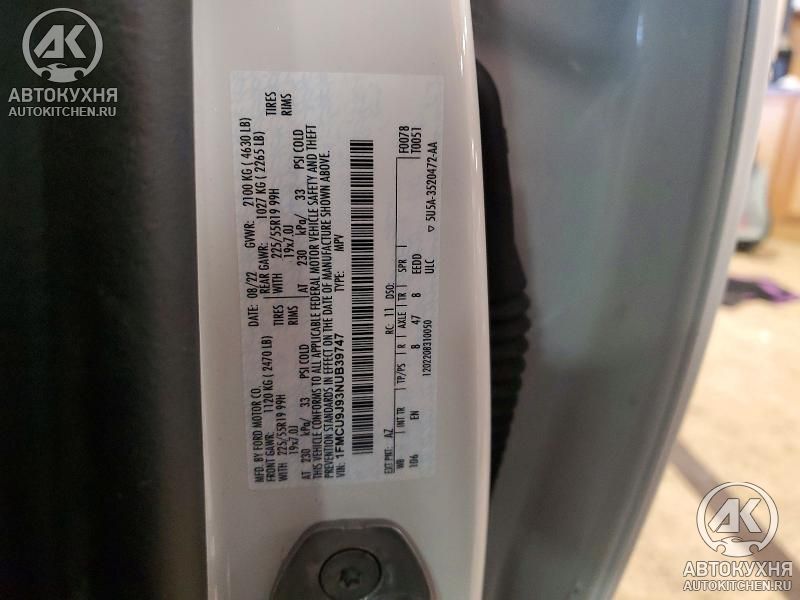 AK
АВТОКУХНЯ
AUTOKITCHEN.RU
MFD. BY FORD MOTOR CO.
DATE: 08/22 GVWR: 2100 KG ( 4630 LB)
FRONT GAWR: 1120 KG ( 2470 LB) REAR GAWR: 1027 KG ( 2265 LB)
WITH 225/55R19 99H TIRES WITH 225/55R19 99H TIRES
19x7.0J RIMS 19x7.0J RIMS
AT 230 kPa/ 33 PSI COLD AT 230 kPa/ 33 PSI COLD
THIS VEHICLE CONFORMS TO ALL APPLICABLE FEDERAL MOTOR VEHICLE SAFETY AND THEFT
PREVENTION STANDARDS IN EFFECT ON THE DATE OF MANUFACTURE SHOWN ABOVE.
VIN: 1FMCU9J93NUB39747 TYPE: MPV
EXT PNT: AZ RC: 11 DSO: F0078
WB INT TR TP/PS R AXLE TR SPR T0051
106 EN 8 47 8 EEDD
ULC ▽ 5U5A-3520472-AA
120220831005D
AK
АВТОКУХНЯ
AUTOKITCHEN.RU